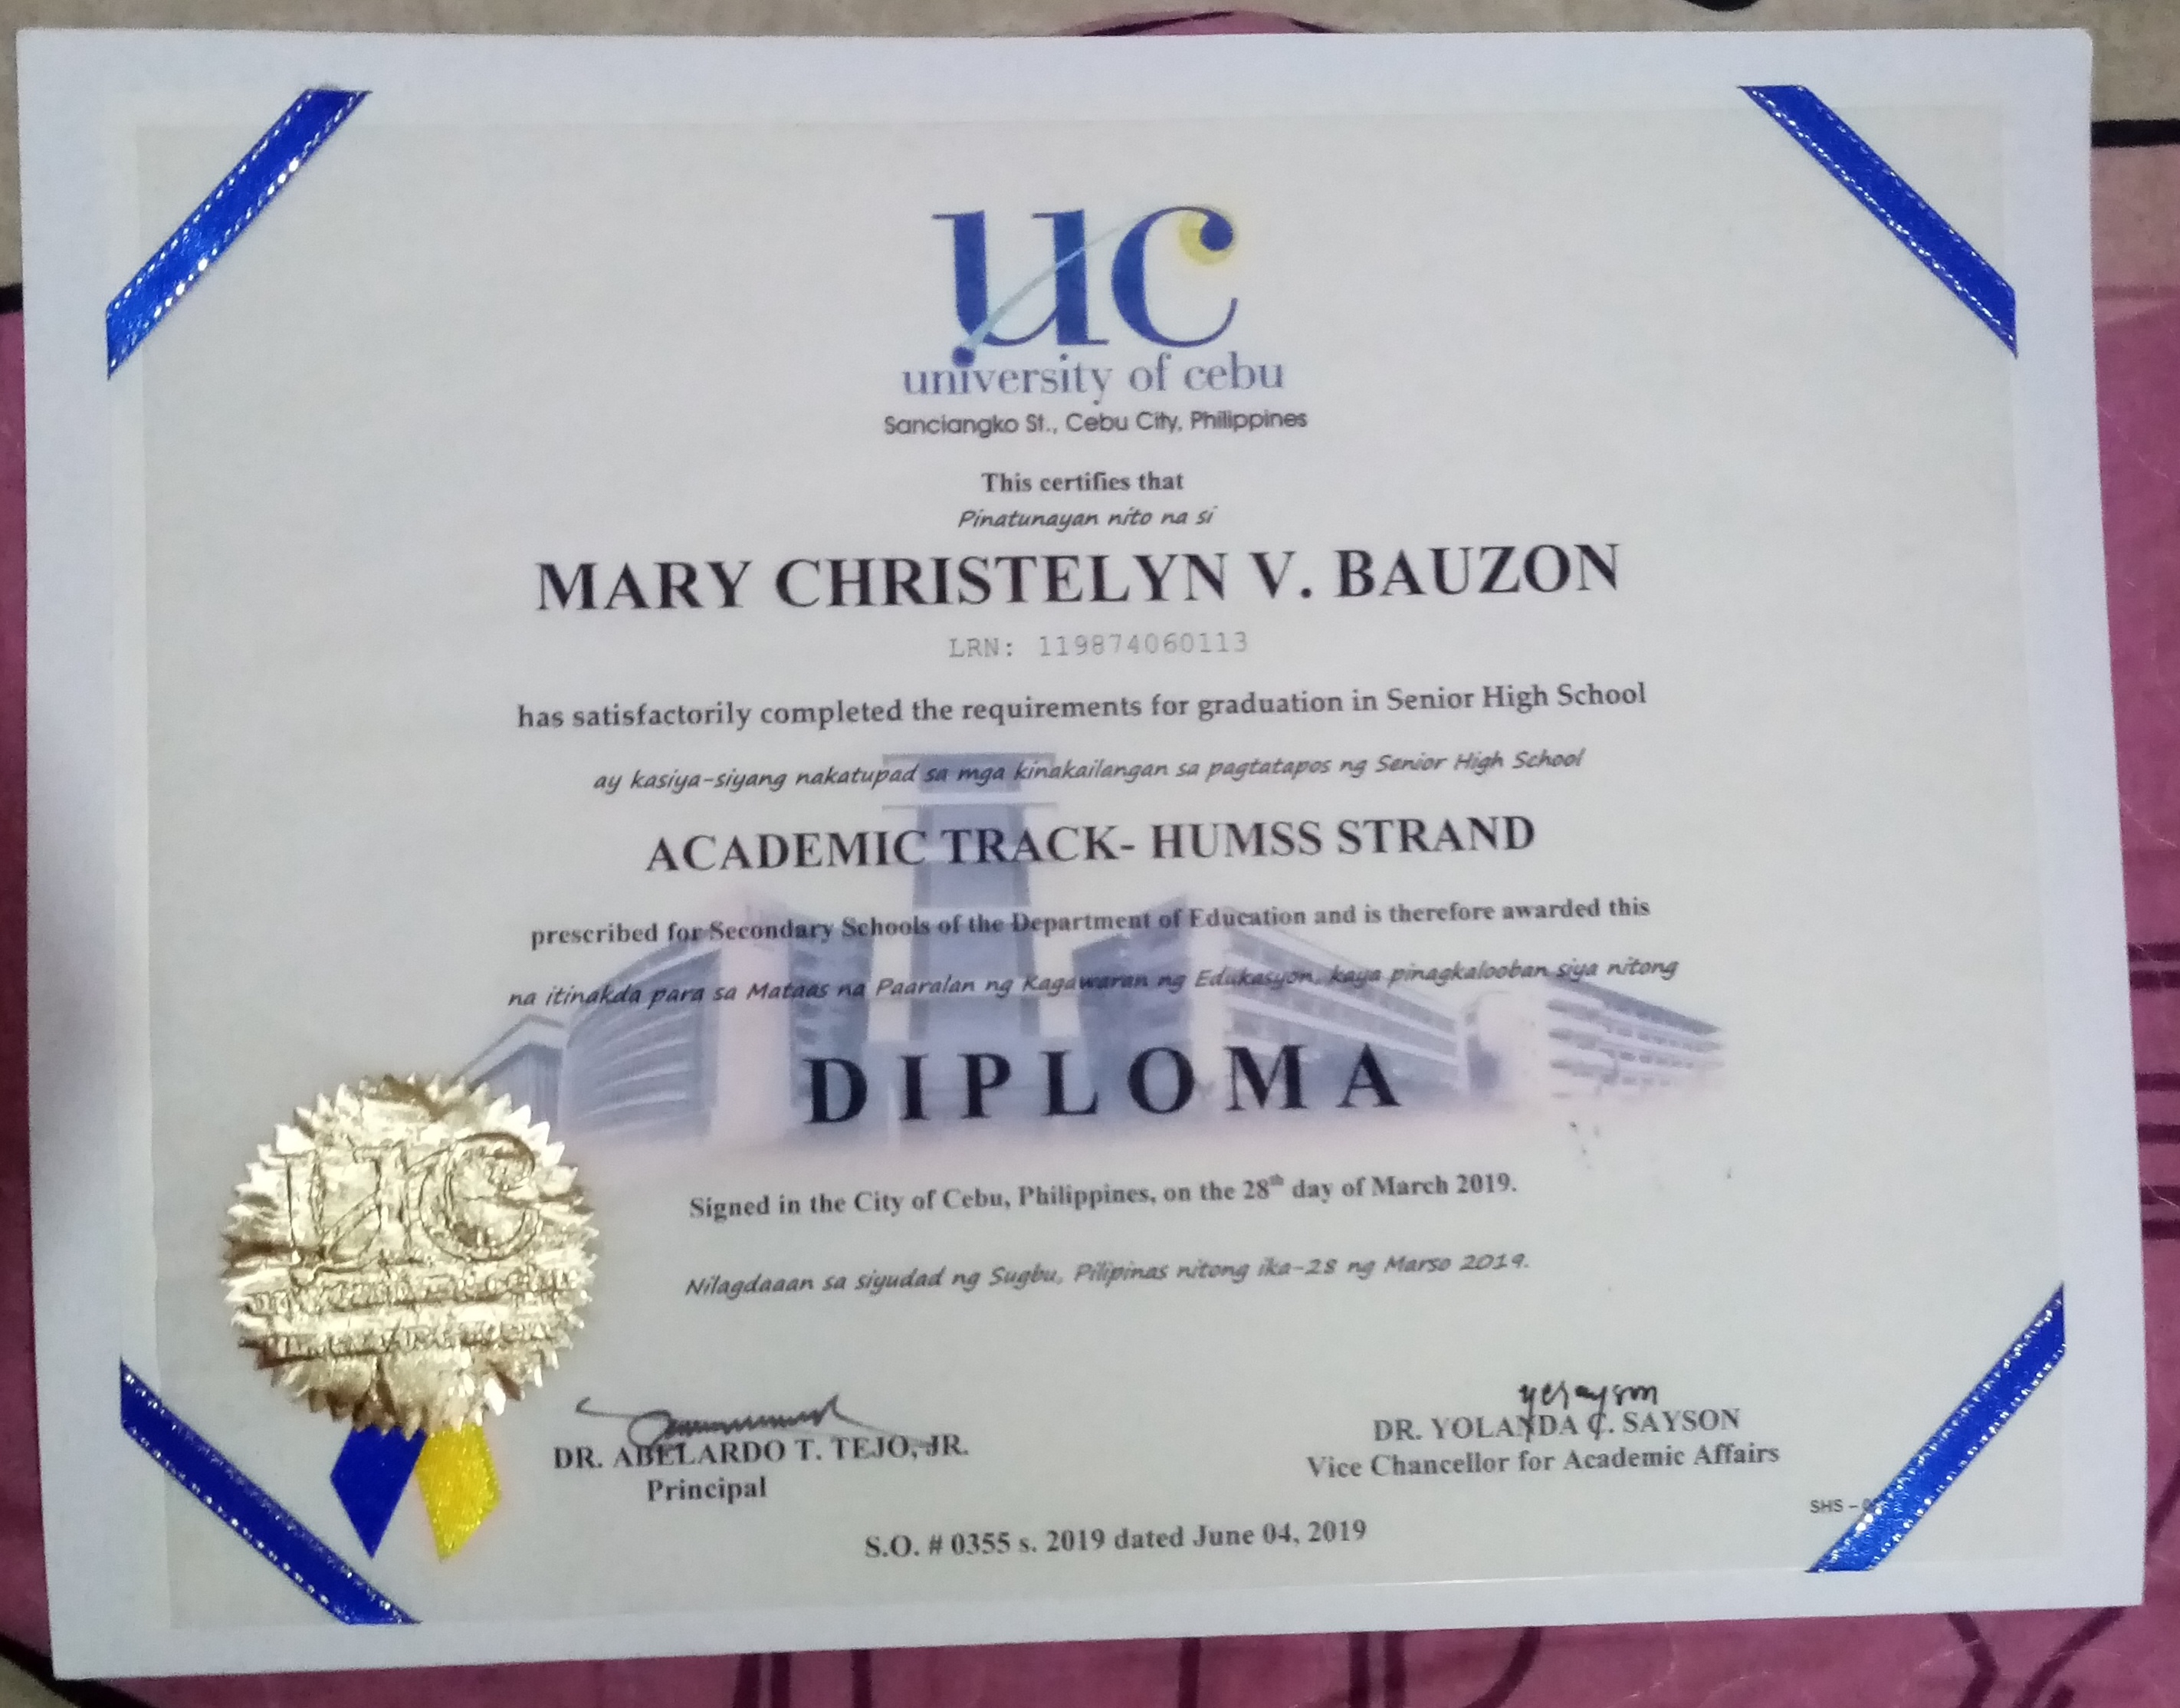 uc
university of cebu
Sanciangko St., Cebu City, Philippines
This certifies that
Pinatunayan nito na si
MARY CHRISTELYN V. BAUZON
LRN: 119874060113
has satisfactorily completed the requirements for graduation in Senior High School
ay kasiya-siyang nakatupad sa mga kinakailangan sa pagtatapos ng Senior High School
ACADEMIC TRACK- HUMSS STRAND
prescribed for Secondary Schools of the Department of Education and is therefore awarded this
na itinakda para sa Mataas na Paaralan ng Kagawaran ng Edukasyon, kaya pinagkalooban siya nitong
DIPLOMA
Signed in the City of Cebu, Philippines, on the 28th day of March 2019.
Nilagdaaan sa siyudad ng Sugbu, Pilipinas nitong ika-28 ng Marso 2019.
UC
yesayson
DR. ABELARDO T. TEJO, JR.
Principal
DR. YOLANDA C. SAYSON
Vice Chancellor for Academic Affairs
SHS –
S.O. # 0355 s. 2019 dated June 04, 2019